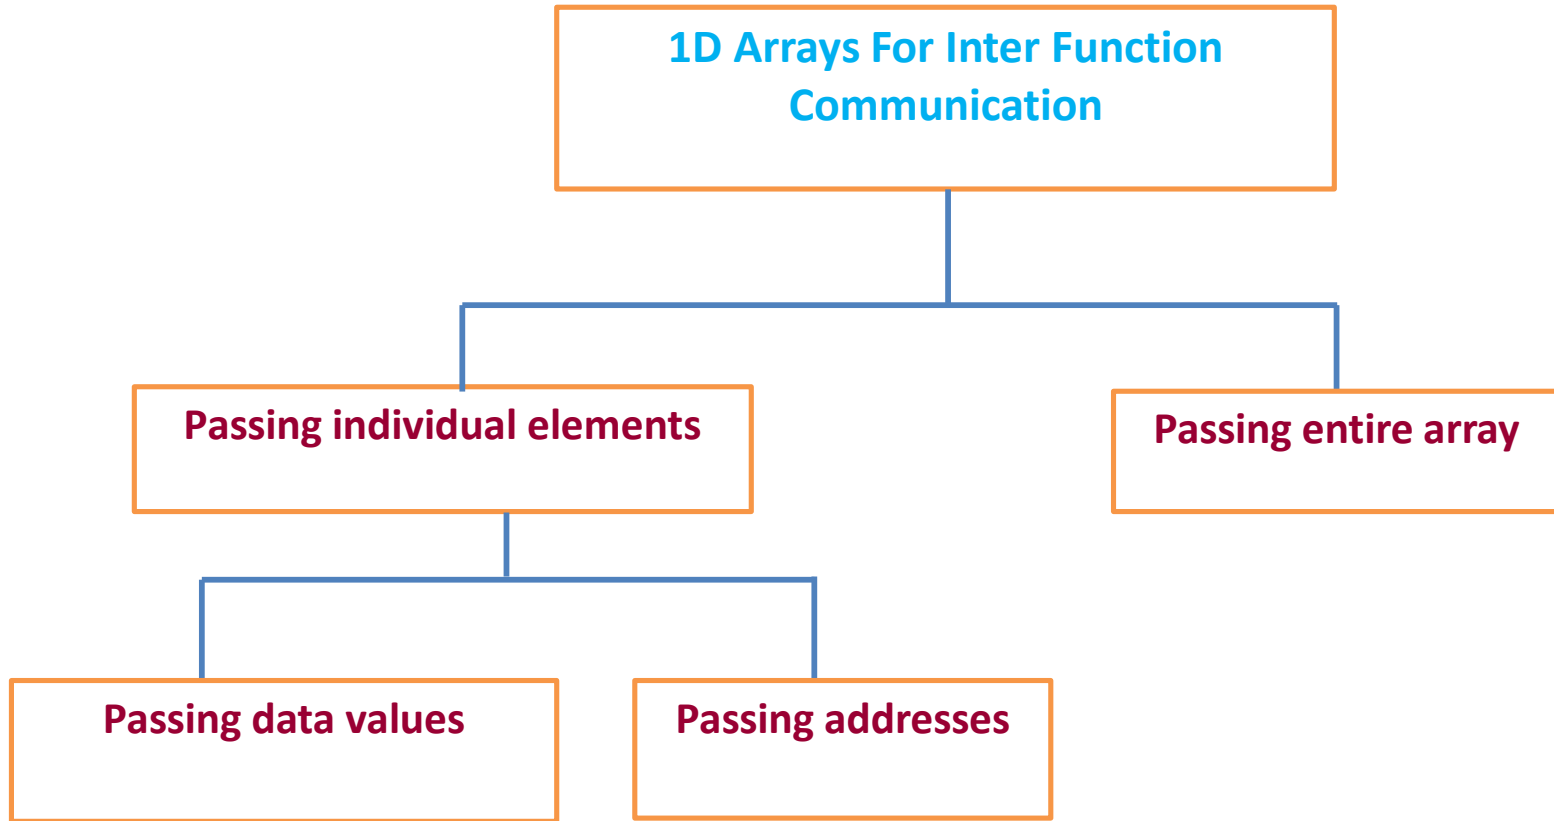 1D Arrays For Inter Function
Communication
Passing individual elements
Passing entire array
Passing data values
Passing addresses